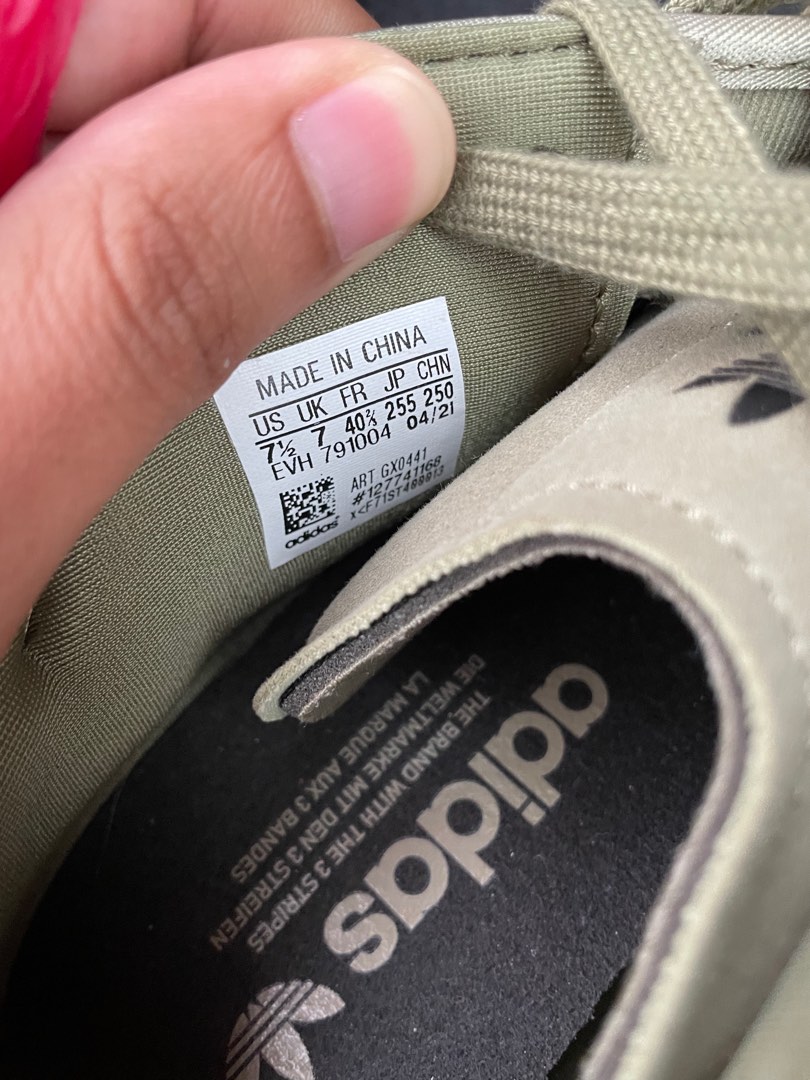 MADE IN CHINA
US UK FR JP CHN
7½ 7 40⅔ 255 250
EVH 791004 04/21
ART GX0441
#127741168
adidas
adidas
THE BRAND WITH THE 3 STRIPES
DIE WELTMARKE MIT DEN 3 STREIFEN
LA MARQUE AUX 3 BANDES